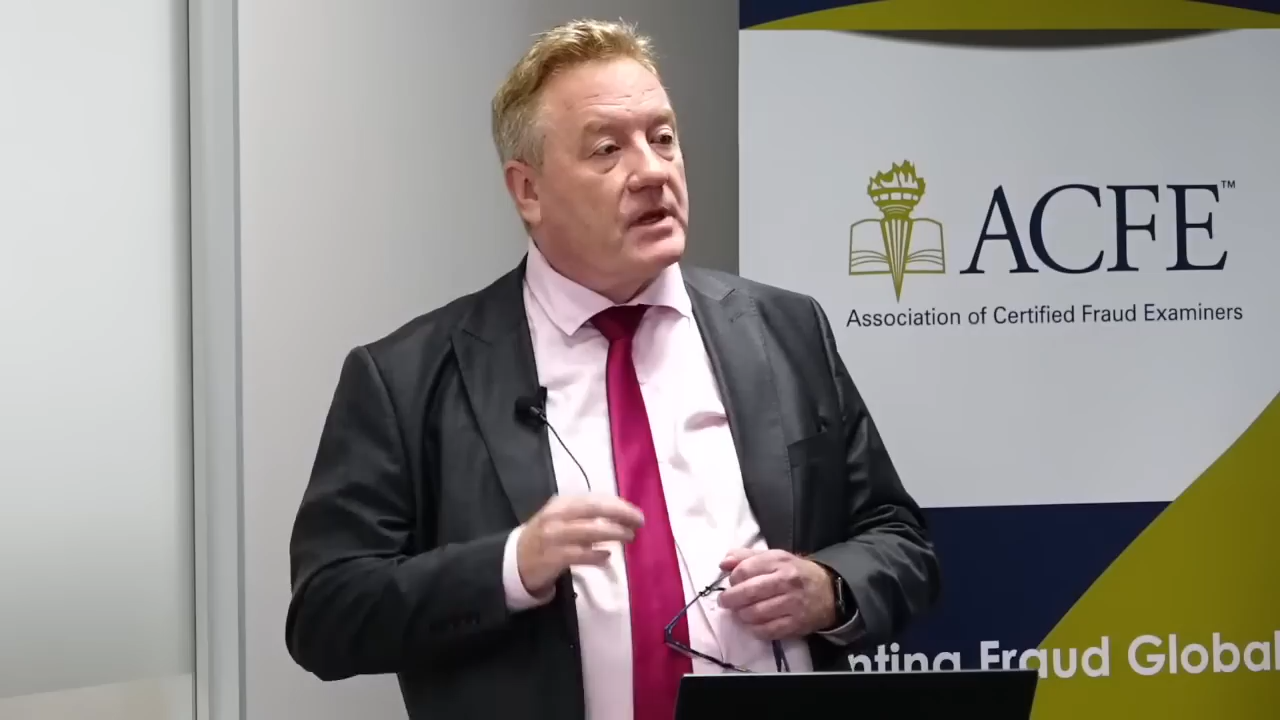 ACFE™
Association of Certified Fraud Examiners
Fraud Global